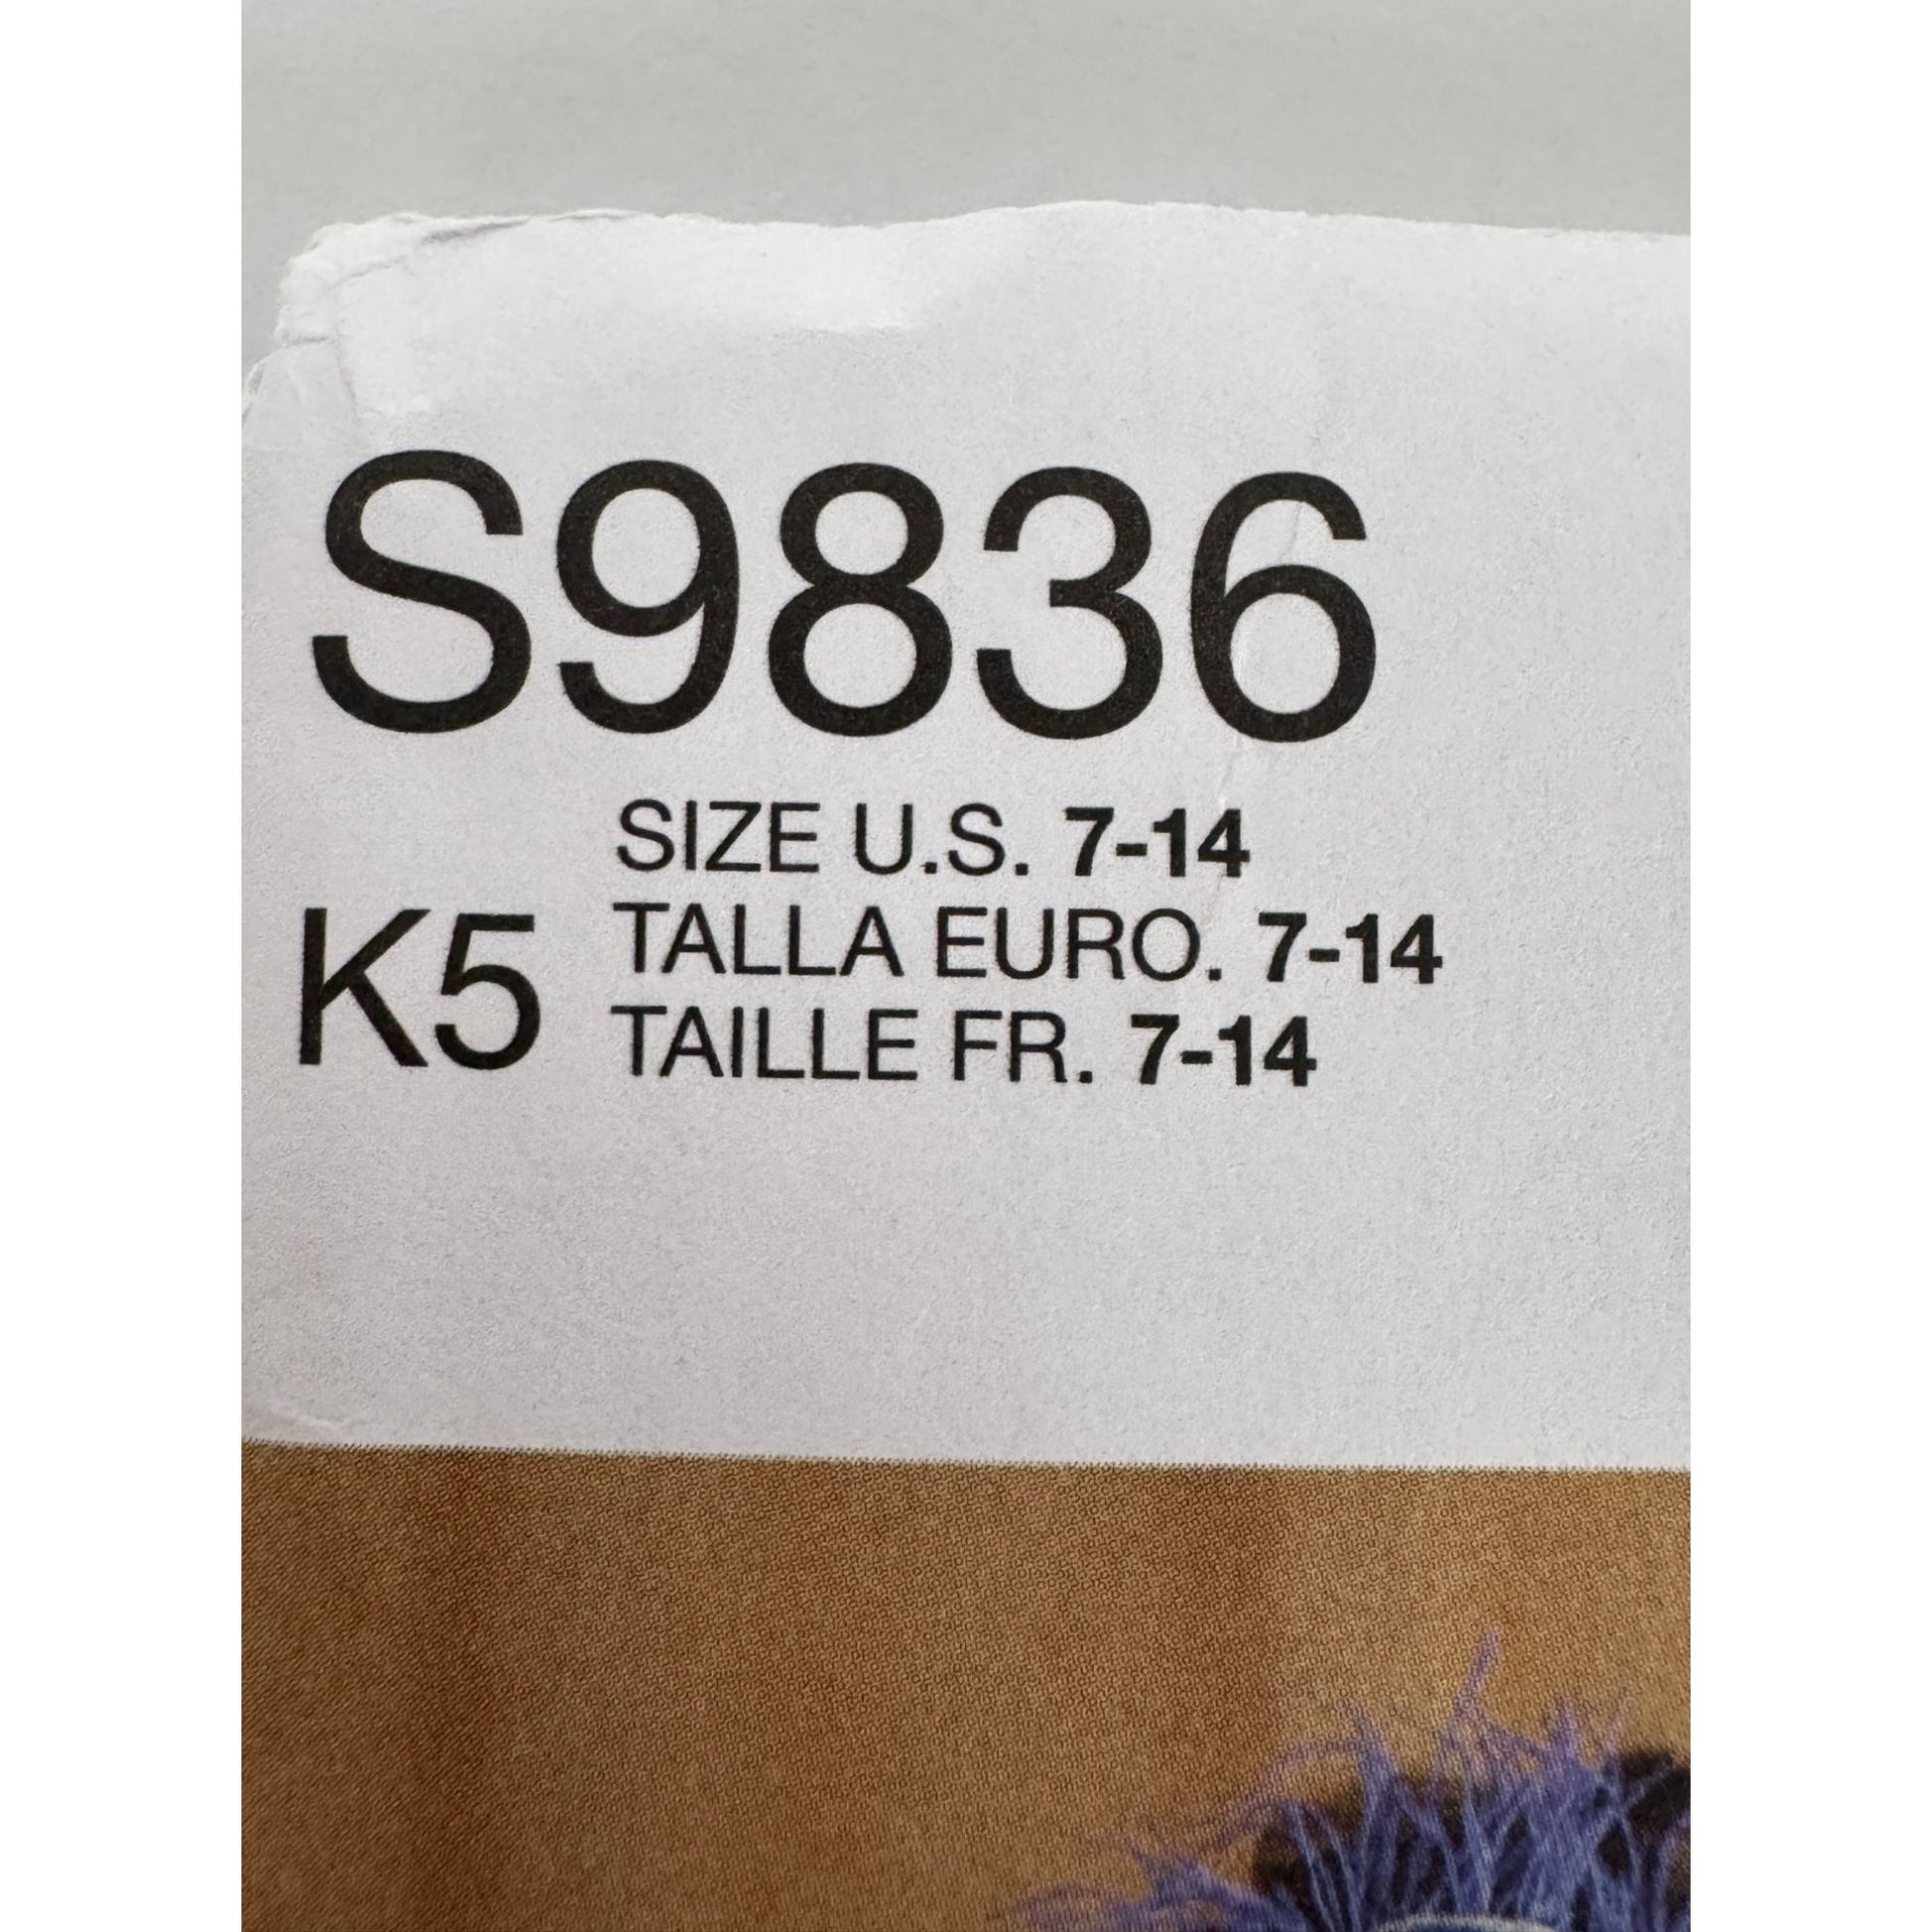 S9836
SIZE U.S. 7-14
K5 TALLA EURO. 7-14
TAILLE FR. 7-14